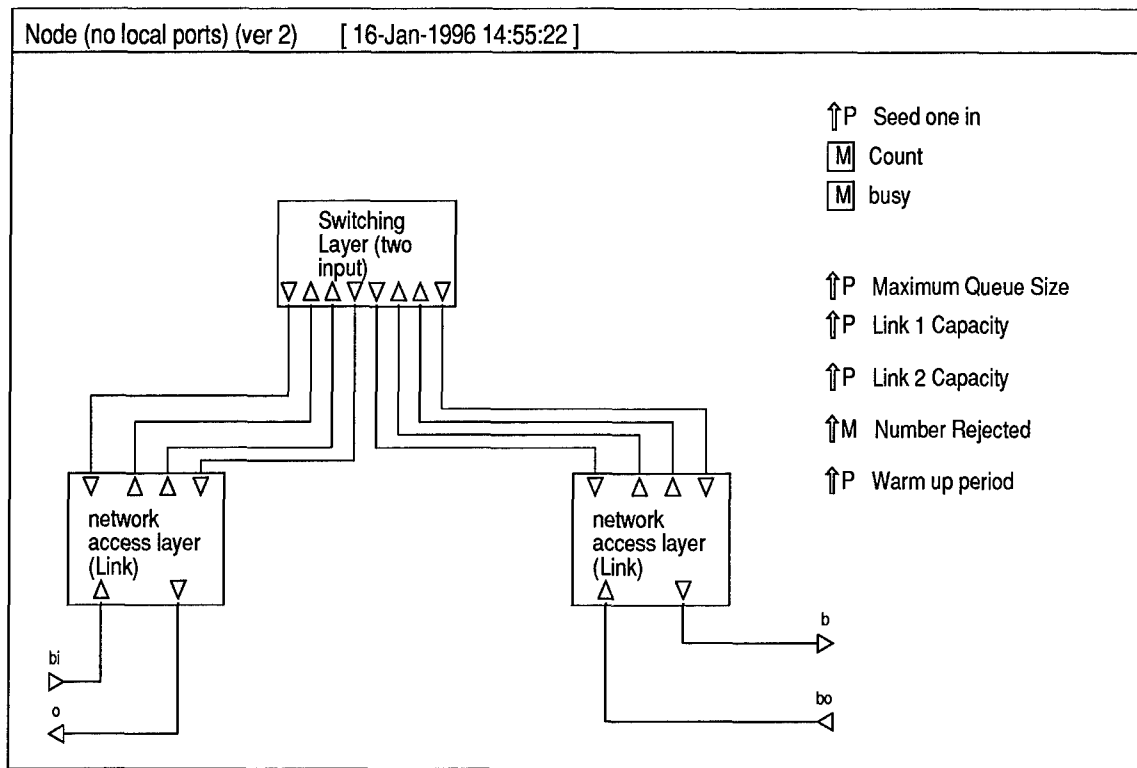 Node (no local ports) (ver 2) [ 16-Jan-1996 14:55:22 ]
⇑P Seed one in
M Count
M busy
Switching
Layer (two
input)
⇑P Maximum Queue Size
⇑P Link 1 Capacity
⇑P Link 2 Capacity
⇑M Number Rejected
⇑P Warm up period
network
access layer
(Link)
network
access layer
(Link)
bi
o
b
bo